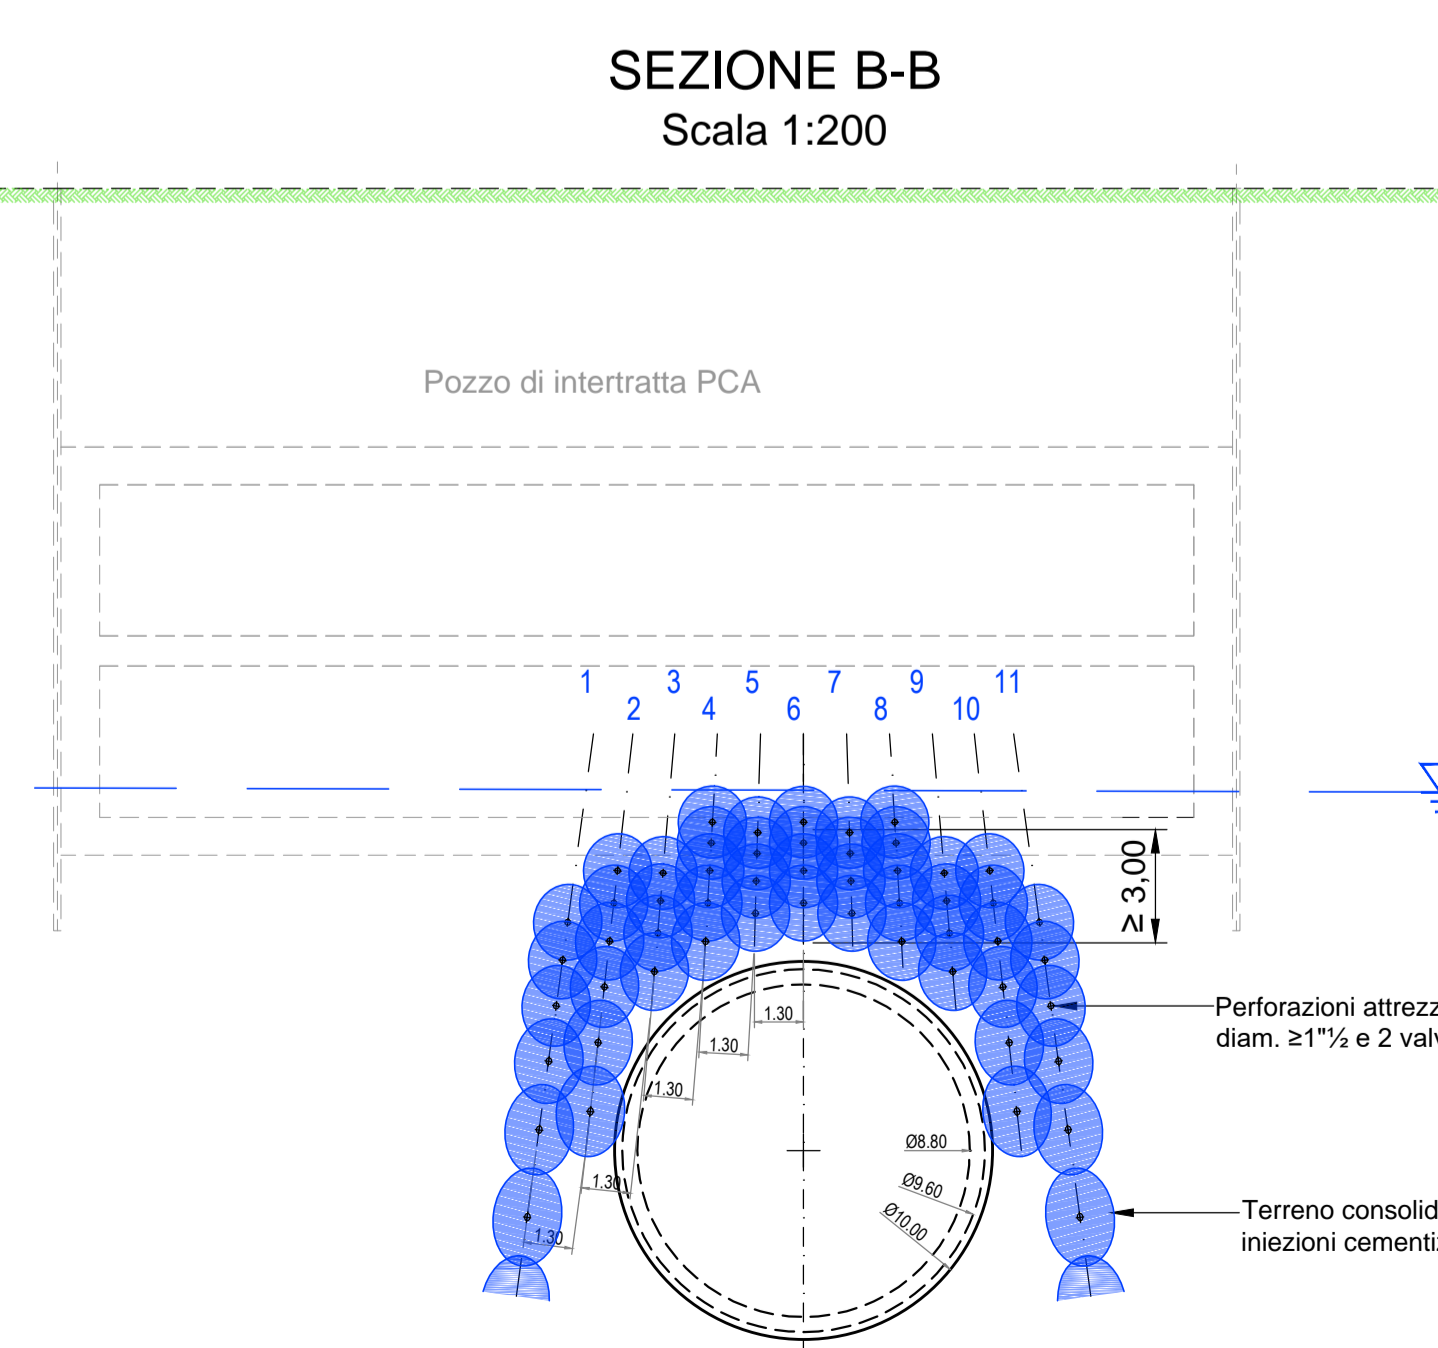 SEZIONE B-B
Scala 1:200
Pozzo di intertratta PCA
1 3 5 7 9 11
2 4 6 8 10
≥ 3,00
Perforazioni attrezz
diam. ≥1"½ e 2 valv
1.30
1.30
1.30
1.30
1.30
Ø8.80
Ø9.60
Ø10.00
Terreno consolid
iniezioni cementiz